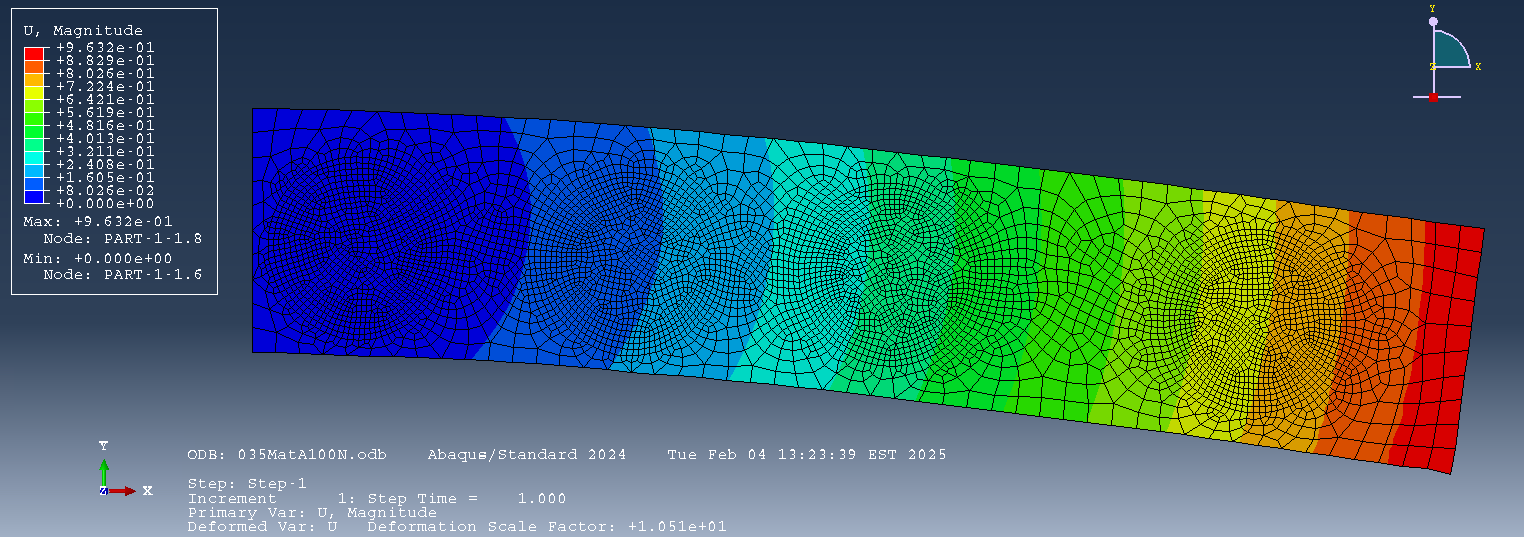 U, Magnitude
+9.632e-01
+8.829e-01
+8.026e-01
+7.224e-01
+6.421e-01
+5.619e-01
+4.816e-01
+4.013e-01
+3.211e-01
+2.408e-01
+1.605e-01
+8.026e-02
+0.000e+00
Max: +9.632e-01
Node: PART-1-1.8
Min: +0.000e+00
Node: PART-1-1.6
Y
Z X
Y
Z X
ODB: 035MatA100N.odb Abaqus/Standard 2024 Tue Feb 04 13:23:39 EST 2025
Step: Step-1
Increment 1: Step Time = 1.000
Primary Var: U, Magnitude
Deformed Var: U Deformation Scale Factor: +1.051e+01